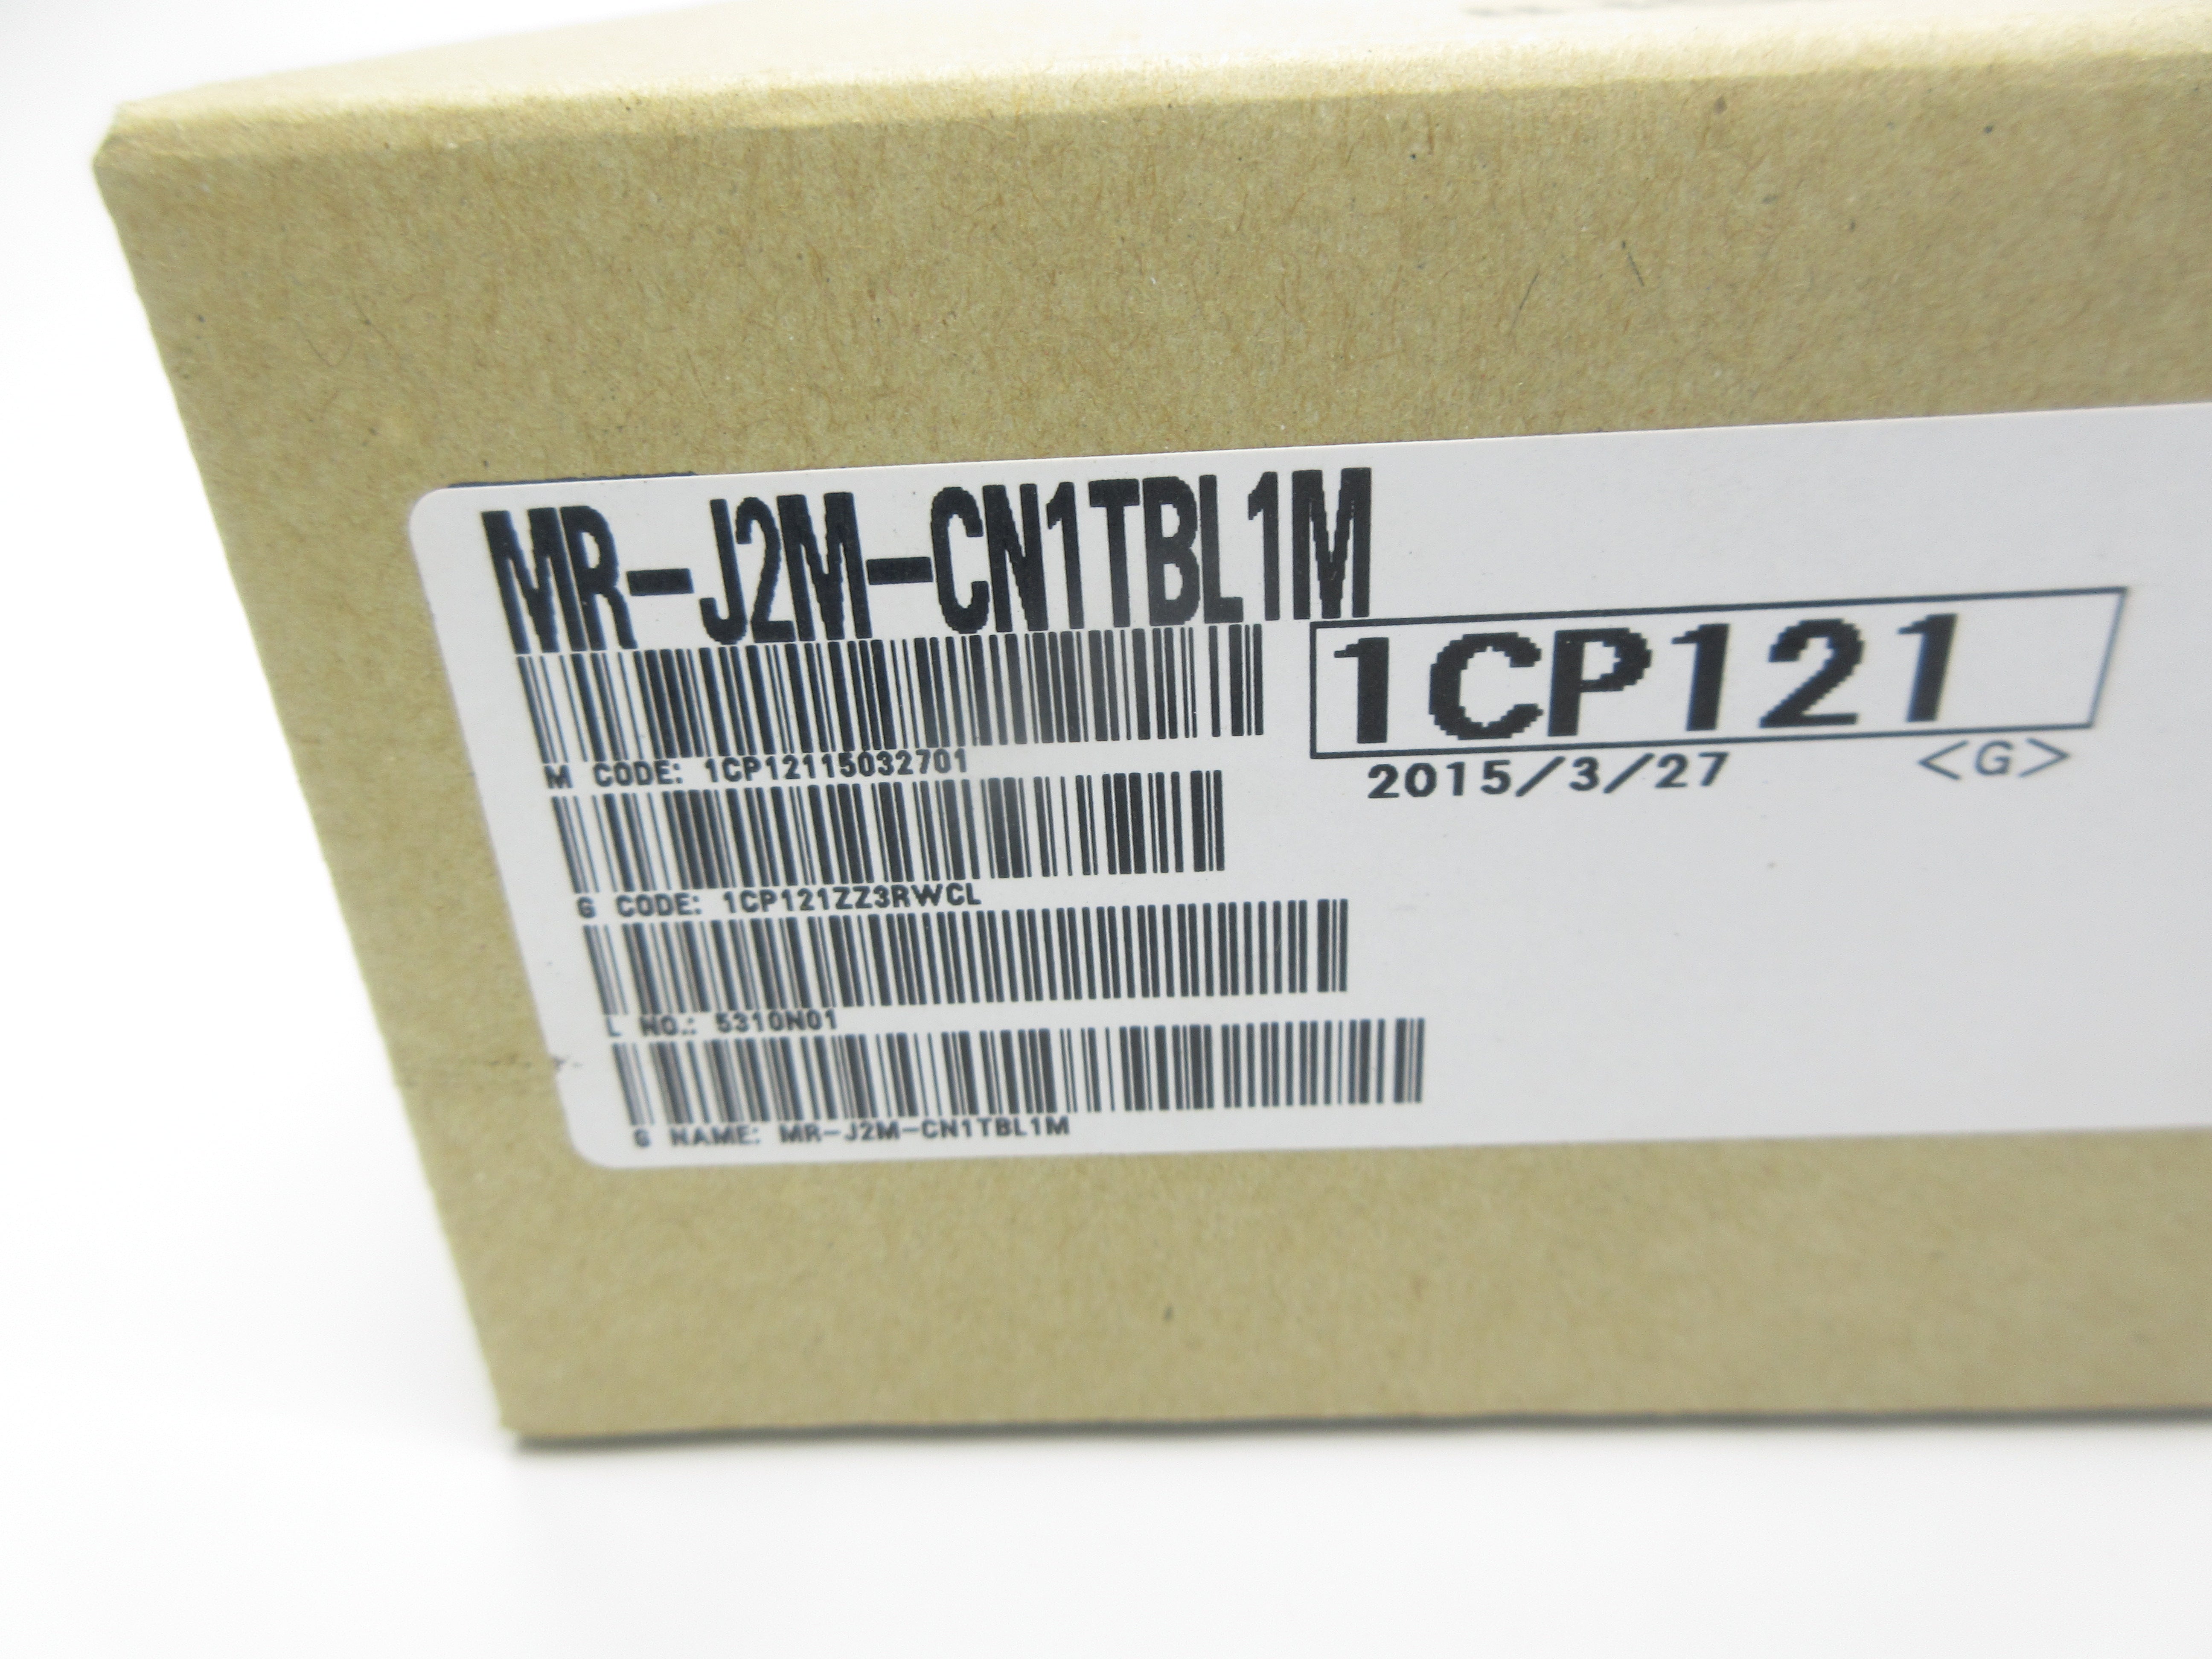 MR-J2M-CN1TBL1M
1CP121
2015/3/27 <G>
M CODE: 1CP12115032701
G CODE: 1CP121ZZ3RWCL
L NO.: 5310N01
G NAME: MR-J2M-CN1TBL1M